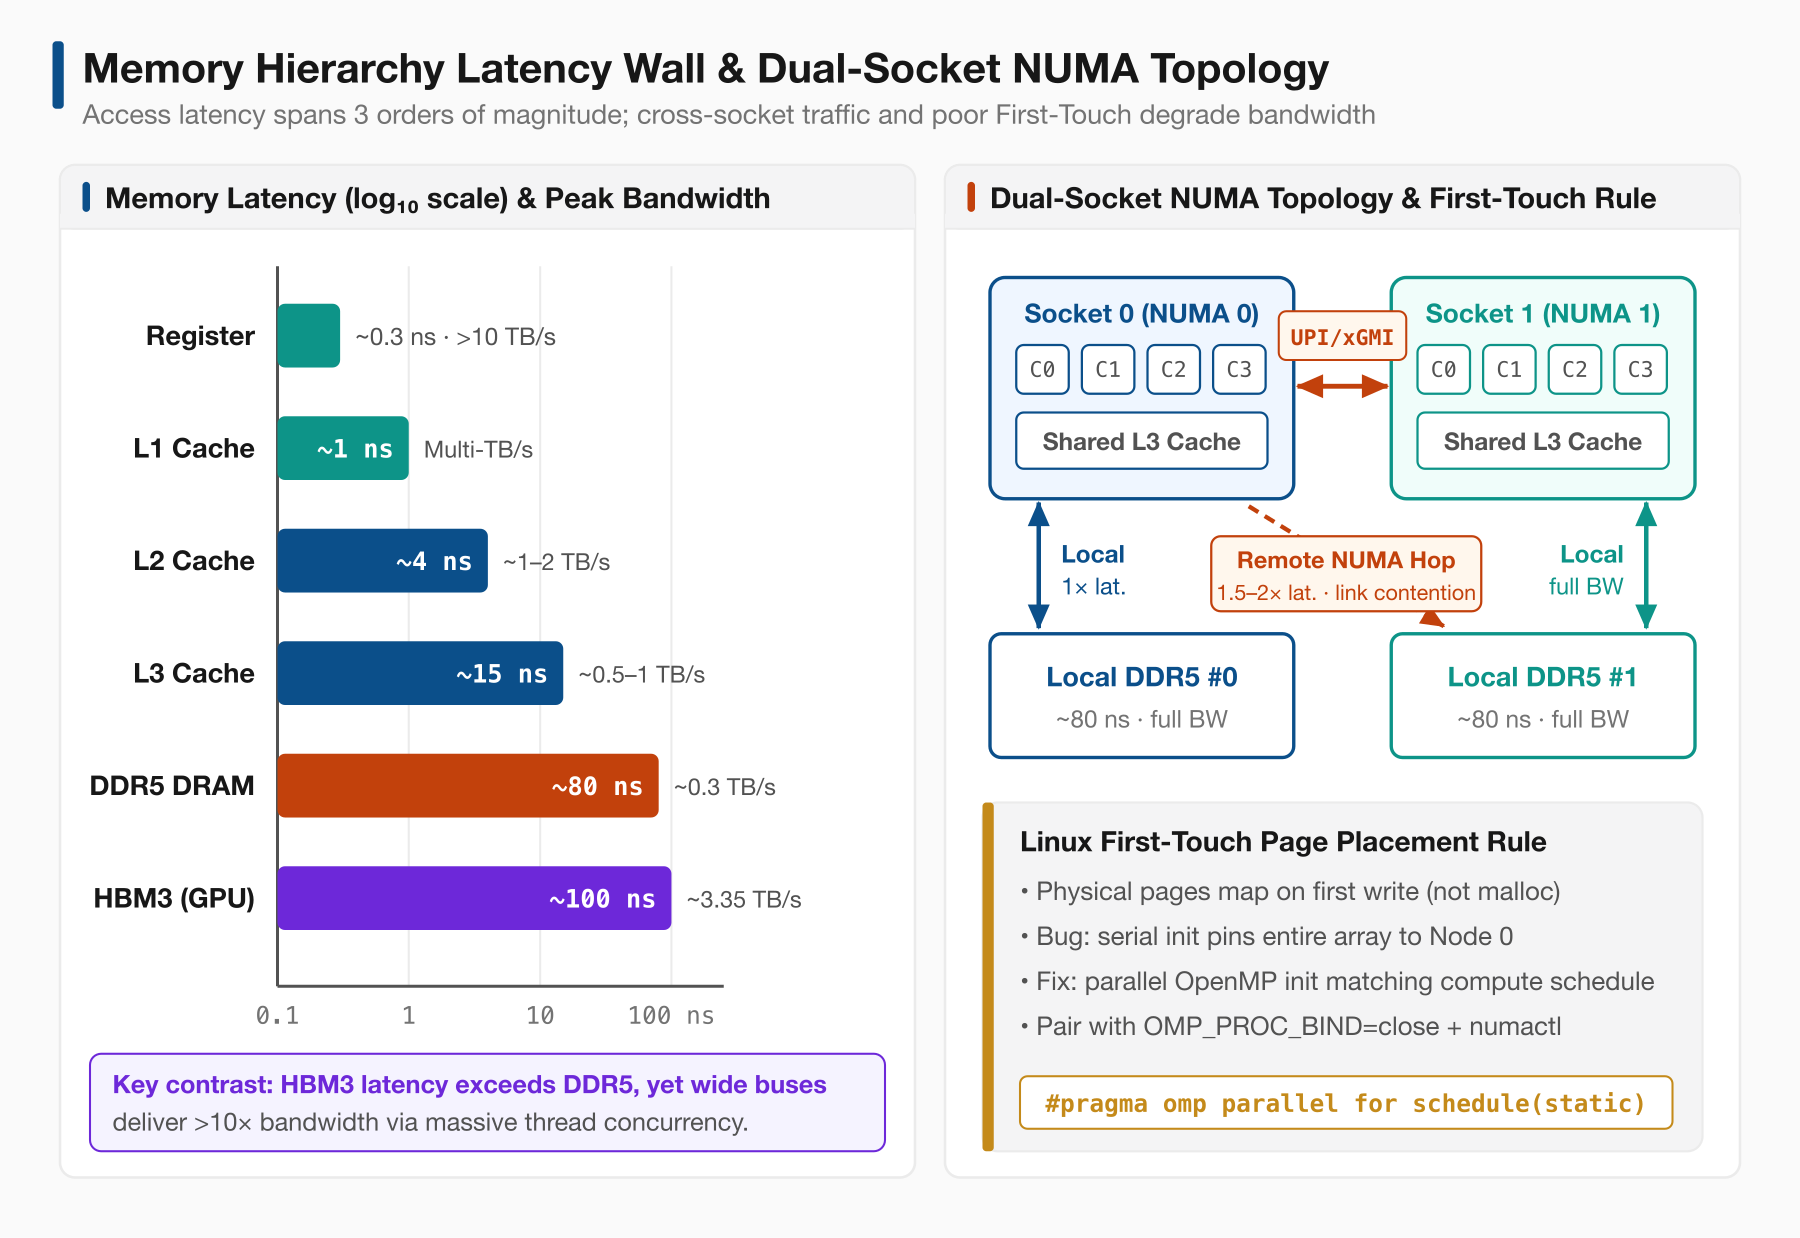 Memory Hierarchy Latency Wall & Dual-Socket NUMA Topology
Access latency spans 3 orders of magnitude; cross-socket traffic and poor First-Touch degrade bandwidth
Memory Latency (log₁₀ scale) & Peak Bandwidth
Register
~0.3 ns · >10 TB/s
L1 Cache
~1 ns
Multi-TB/s
L2 Cache
~4 ns
~1–2 TB/s
L3 Cache
~15 ns
~0.5–1 TB/s
DDR5 DRAM
~80 ns
~0.3 TB/s
HBM3 (GPU)
~100 ns
~3.35 TB/s
0.1
1
10
100 ns
Key contrast: HBM3 latency exceeds DDR5, yet wide buses
deliver >10× bandwidth via massive thread concurrency.
Dual-Socket NUMA Topology & First-Touch Rule
Socket 0 (NUMA 0)
C0
C1
C2
C3
Shared L3 Cache
UPI/xGMI
Socket 1 (NUMA 1)
C0
C1
C2
C3
Shared L3 Cache
Local
1× lat.
Remote NUMA Hop
1.5–2× lat. · link contention
Local
full BW
Local DDR5 #0
~80 ns · full BW
Local DDR5 #1
~80 ns · full BW
Linux First-Touch Page Placement Rule
• Physical pages map on first write (not malloc)
• Bug: serial init pins entire array to Node 0
• Fix: parallel OpenMP init matching compute schedule
• Pair with OMP_PROC_BIND=close + numactl
#pragma omp parallel for schedule(static)